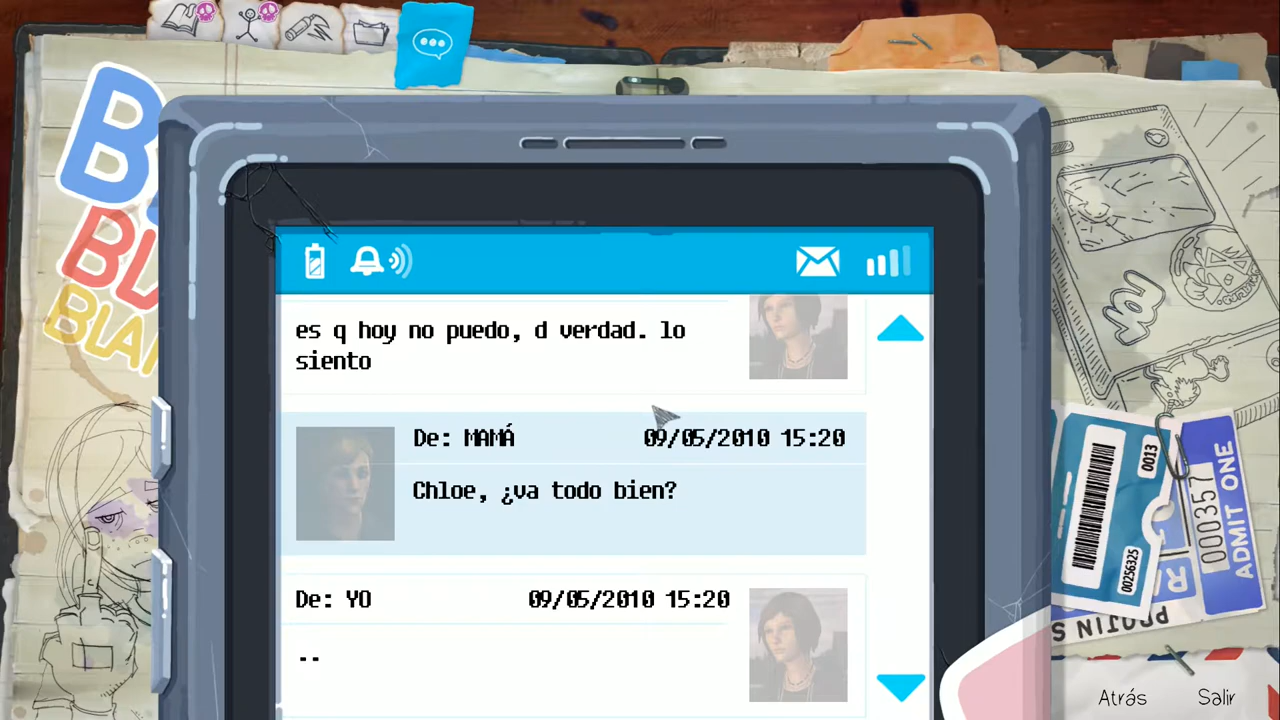 es q hoy no puedo, d verdad. lo
siento
De: MAMÁ 09/05/2010 15:20
Chloe, ¿va todo bien?
De: YO 09/05/2010 15:20
..
0013
00256325
000357
ADMIT ONE
Atrás Salir